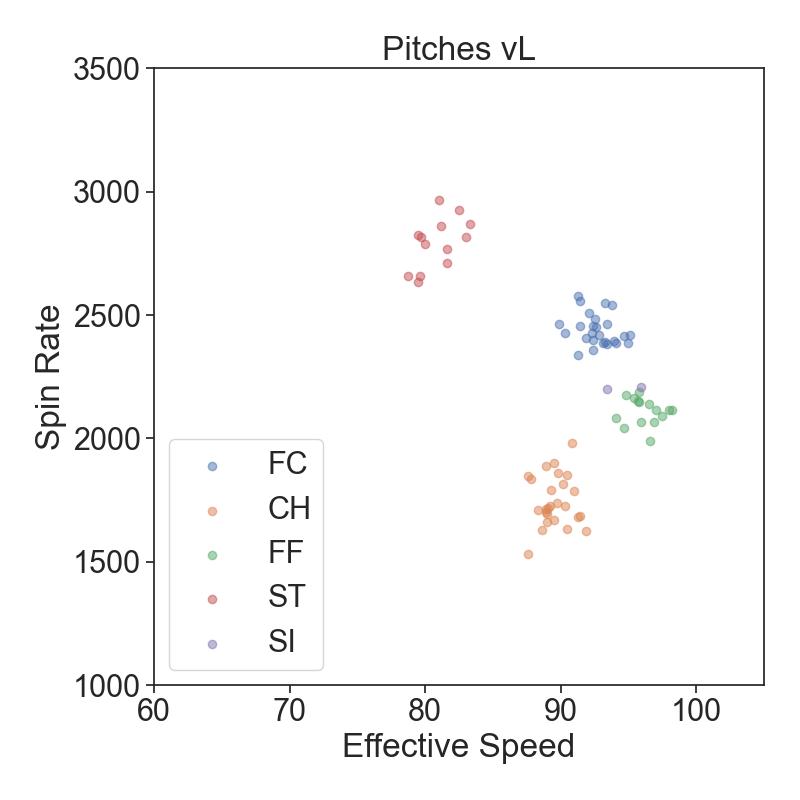 Pitches vL
3500
3000
2500
2000
1500
1000
Spin Rate
FC
CH
FF
ST
SI
60 70 80 90 100
Effective Speed